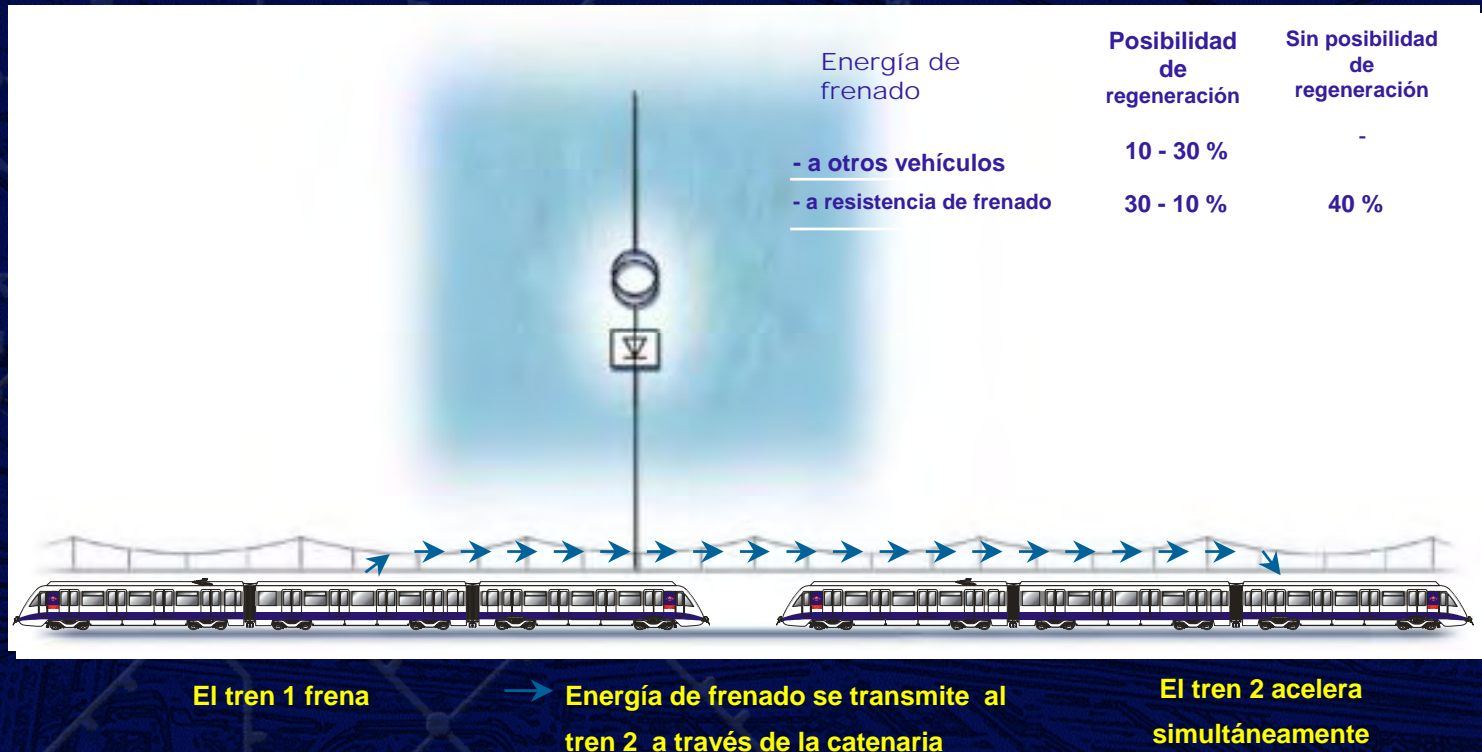 Energía de
frenado
Posibilidad
de
regeneración
Sin posibilidad
de
regeneración
- a otros vehículos
10 - 30 %
-
- a resistencia de frenado
30 - 10 %
40 %
El tren 1 frena
Energía de frenado se transmite al
tren 2 a través de la catenaria
El tren 2 acelera
simultáneamente